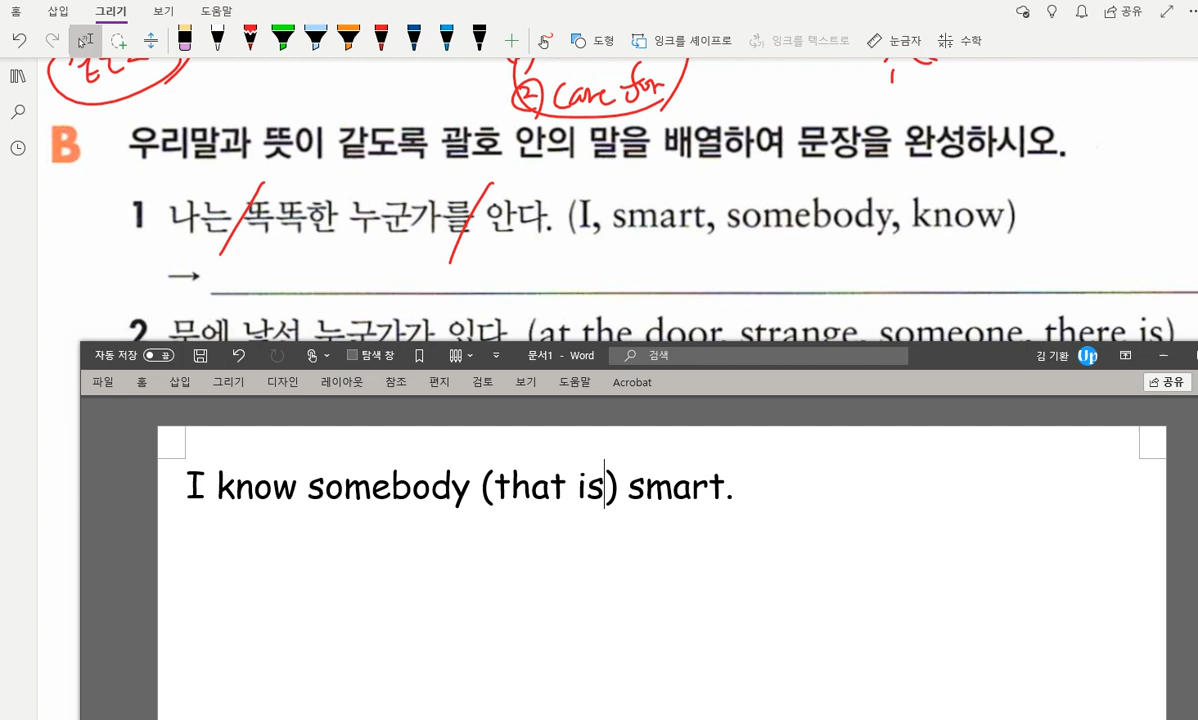 홈 삽입 그리기 보기 도움말
공유
도형 잉크를 셰이프로 잉크를 텍스트로 눈금자 수학
② care for
B 우리말과 뜻이 같도록 괄호 안의 말을 배열하여 문장을 완성하시오.
1 나는 똑똑한 누군가를 안다. (I, smart, somebody, know)
→
2 문에 낯선 누군가가 있다. (at the door, strange, someone, there is)
자동 저장 끔 탐색 창 문서1 - Word 검색 김 기환 Up
파일 홈 삽입 그리기 디자인 레이아웃 참조 편지 검토 보기 도움말 Acrobat 공유
I know somebody (that is) smart.